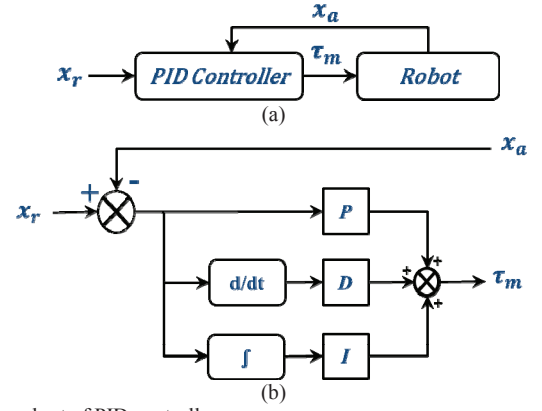 x_a
x_r PID Controller τ_m Robot
(a)
x_a
+ -
x_r P
+
d/dt D + τ_m
+
∫ I
(b)